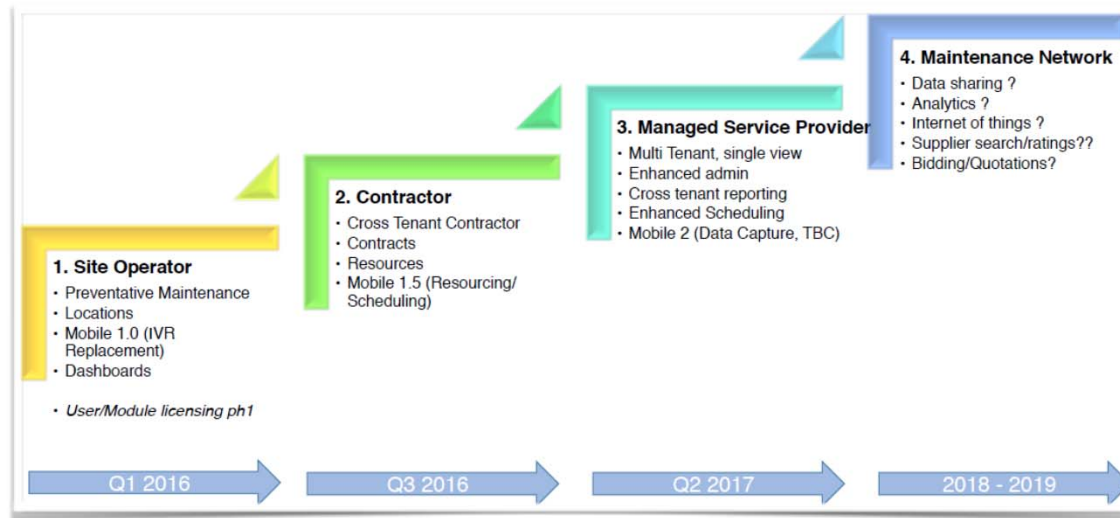 1. Site Operator
• Preventative Maintenance
• Locations
• Mobile 1.0 (IVR
Replacement)
• Dashboards
• User/Module licensing ph1
2. Contractor
• Cross Tenant Contractor
• Contracts
• Resources
• Mobile 1.5 (Resourcing/
Scheduling)
3. Managed Service Provider
• Multi Tenant, single view
• Enhanced admin
• Cross tenant reporting
• Enhanced Scheduling
• Mobile 2 (Data Capture, TBC)
4. Maintenance Network
• Data sharing ?
• Analytics ?
• Internet of things ?
• Supplier search/ratings??
• Bidding/Quotations?
Q1 2016
Q3 2016
Q2 2017
2018 - 2019